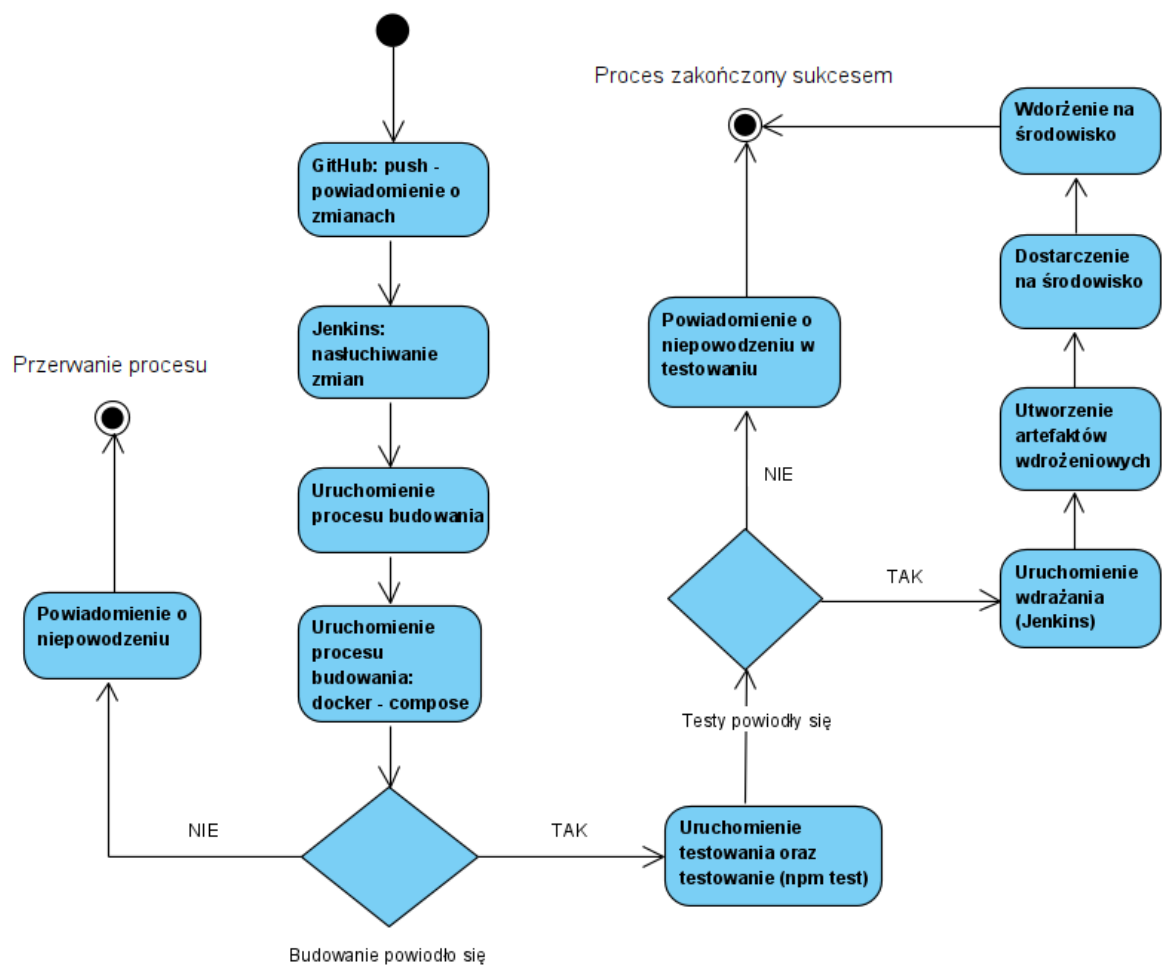 GitHub: push -
powiadomienie o
zmianach
Jenkins:
nasłuchiwanie
zmian
Uruchomienie
procesu budowania
Uruchomienie
procesu
budowania:
docker - compose
Przerwanie procesu
Powiadomienie o
niepowodzeniu
NIE
TAK
Budowanie powiodło się
Uruchomienie
testowania oraz
testowanie (npm test)
Testy powiodły się
NIE
TAK
Powiadomienie o
niepowodzeniu w
testowaniu
Proces zakończony sukcesem
Uruchomienie
wdrażania
(Jenkins)
Utworzenie
artefaktów
wdrożeniowych
Dostarczenie
na środowisko
Wdorżenie na
środowisko